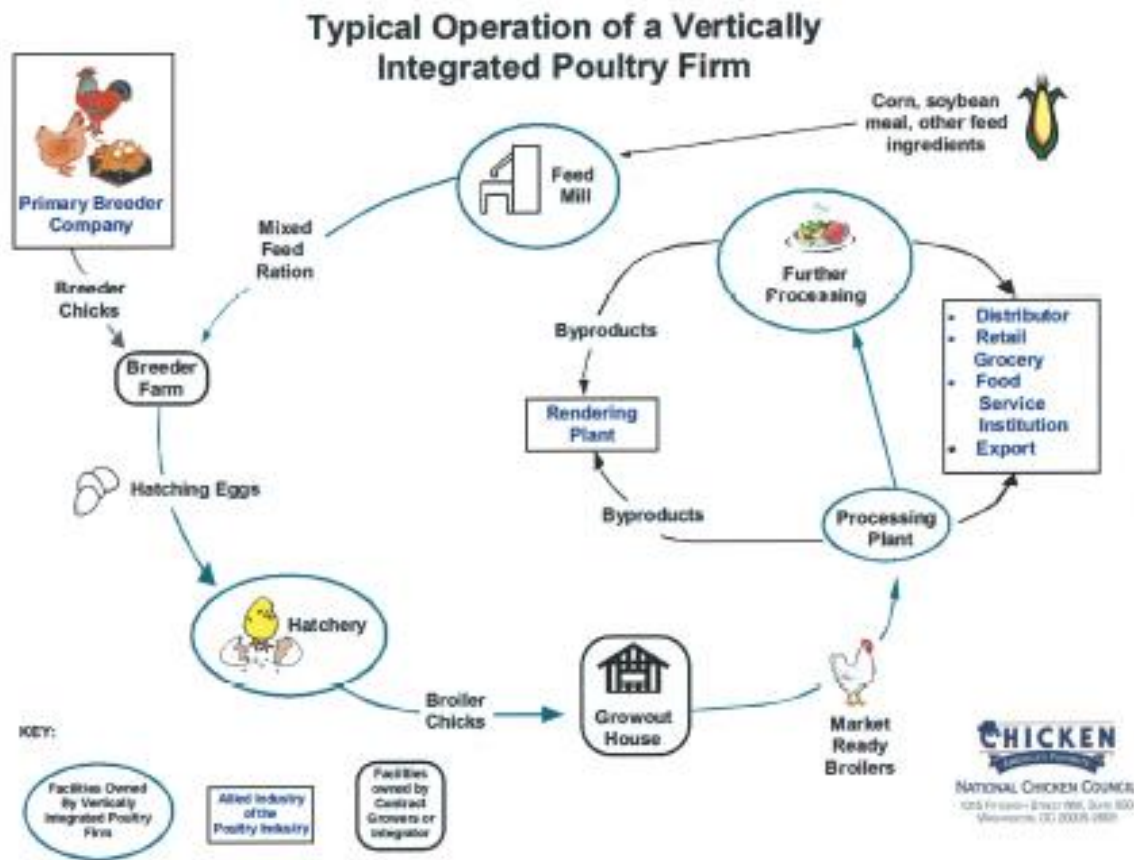 Typical Operation of a Vertically
Integrated Poultry Firm
Primary Breeder
Company
Corn, soybean
meal, other feed
ingredients
Feed
Mill
Mixed
Feed
Ration
Breeder
Chicks
Breeder
Farm
Further
Processing
Byproducts
Distributor
Retail
Grocery
Food
Service
Institution
Export
Rendering
Plant
Hatching Eggs
Byproducts
Processing
Plant
Hatchery
Broiler
Chicks
Growout
House
Market
Ready
Broilers
KEY:
Facilities Owned
By Vertically
Integrated Poultry
Firm
Allied Industry
of the
Poultry Industry
Facilities
owned by
Contract
Growers or
Integrator
CHICKEN
NATIONAL CHICKEN COUNCIL